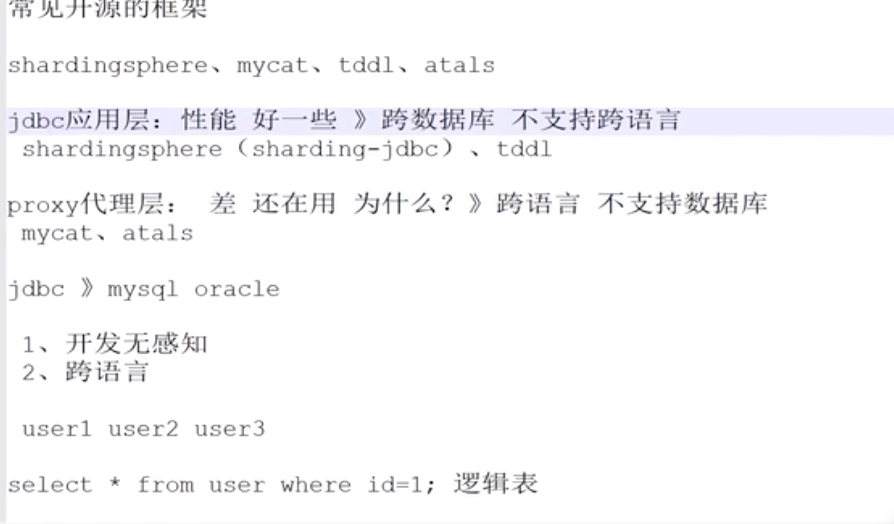 常见开源的框架
shardingsphere、mycat、tddl、atals
jdbc应用层：性能 好一些 》跨数据库 不支持跨语言
shardingsphere（sharding-jdbc）、tddl
proxy代理层： 差 还在用 为什么？》跨语言 不支持数据库
mycat、atals
jdbc 》mysql oracle
1、开发无感知
2、跨语言
user1 user2 user3
select * from user where id=1; 逻辑表